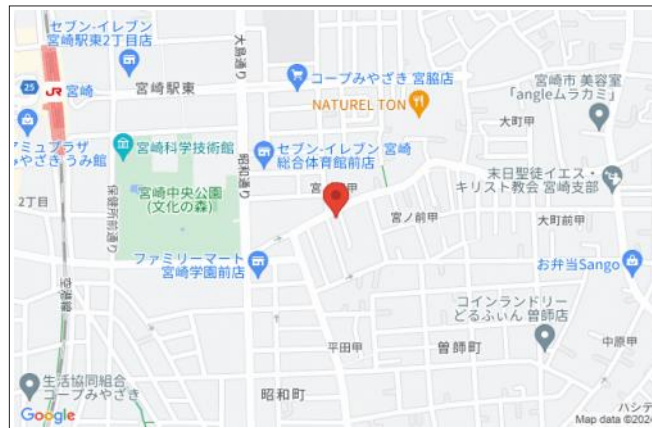 セブン-イレブン
宮崎駅東2丁目店
大島通り
25
JR 宮崎
宮崎駅東
コープみやざき 宮脇店
NATUREL TON
宮崎市 美容室
「angleムラカミ」
アミュプラザ
みやざき うみ館
宮崎科学技術館
セブン-イレブン 宮崎
総合体育館前店
大町甲
末日聖徒イエス・
キリスト教会 宮崎支部
2丁目
保健所前通り
宮崎中央公園
(文化の森)
昭和通り
宮ノ前甲
大町前甲
ファミリーマート
宮崎学園前店
お弁当Sango
空港線
コインランドリー
どるふぃん 曽師店
平田甲
曽師町
中原甲
生活協同組合
コープみやざき
昭和町
ハシテ
Google
Map data ©2024